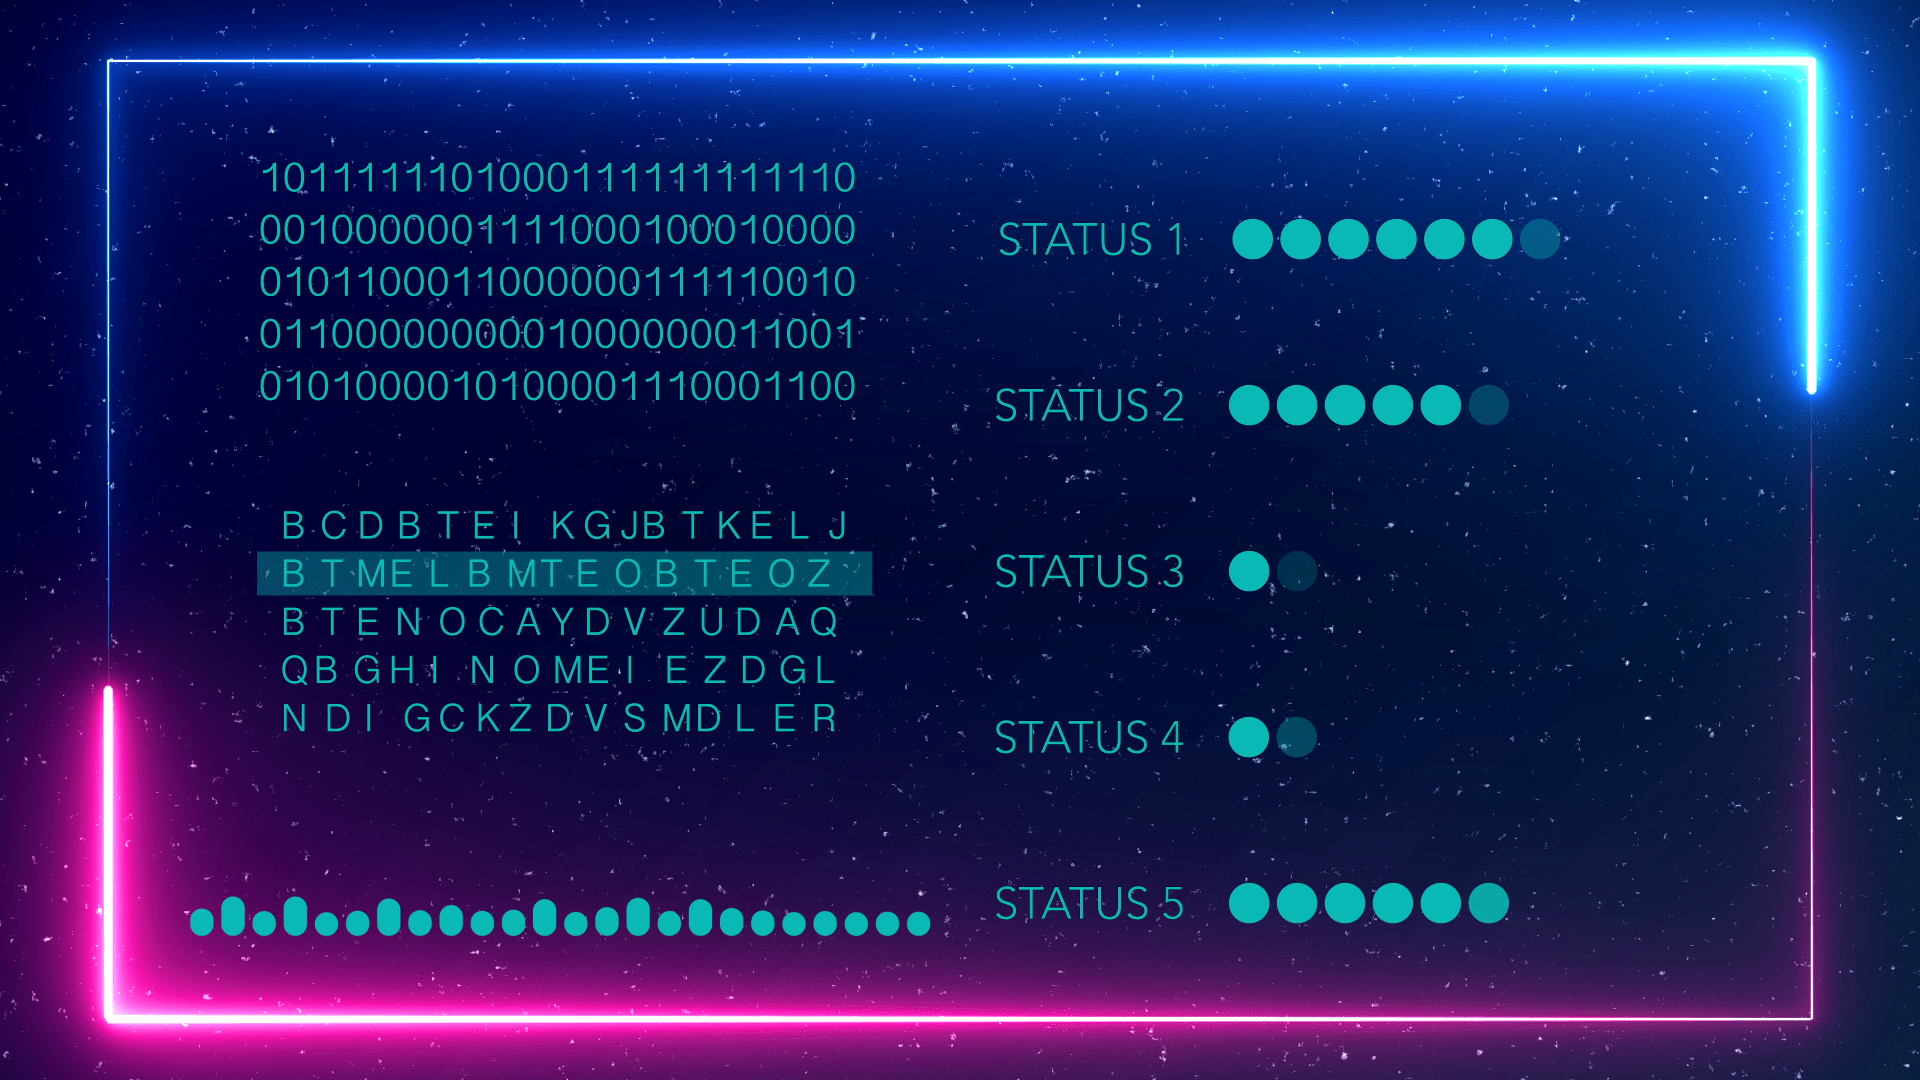 1011111101000111111111110
0010000001111000100010000
0101100011000000111110010
0110000000001000000011001
0101000010100001110001100
B C D B T E I K G J B T K E L J
B T M E L B M T E O B T E O Z
B T E N O C A Y D V Z U D A Q
Q B G H I N O M E I E Z D G L
N D I G C K Z D V S M D L E R
STATUS 1
STATUS 2
STATUS 3
STATUS 4
STATUS 5